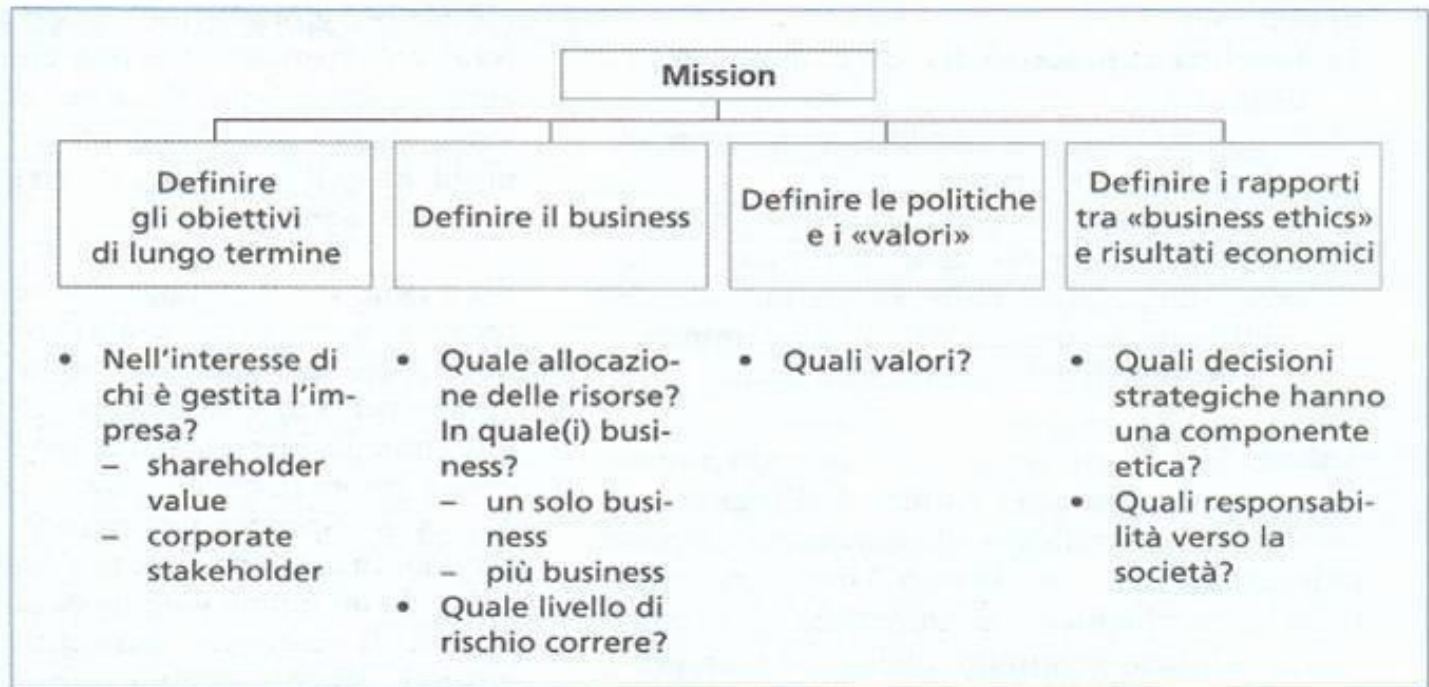 Mission
Definire
gli obiettivi
di lungo termine
Definire il business
Definire le politiche
e i «valori»
Definire i rapporti
tra «business ethics»
e risultati economici
• Nell'interesse di
chi è gestita l'im-
presa?
– shareholder
value
– corporate
stakeholder
• Quale allocazio-
ne delle risorse?
In quale(i) busi-
ness?
– un solo busi-
ness
– più business
• Quale livello di
rischio correre?
• Quali valori?
• Quali decisioni
strategiche hanno
una componente
etica?
• Quali responsabi-
lità verso la
società?